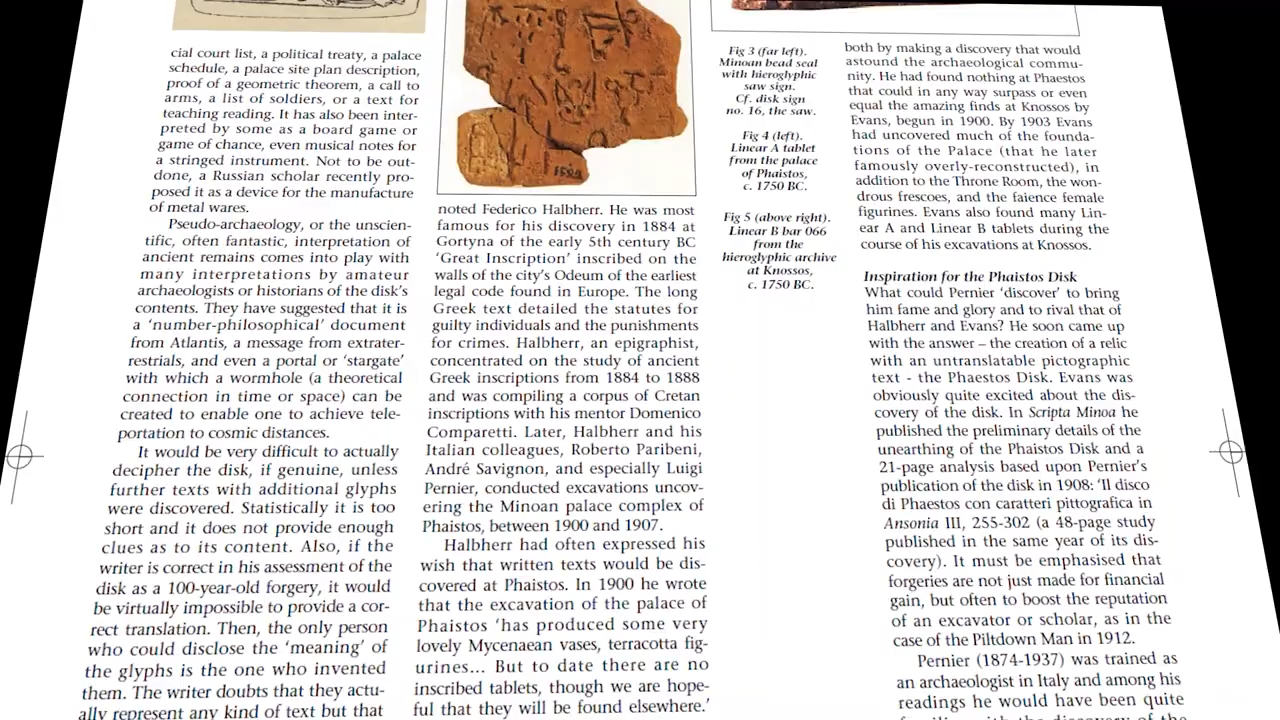 cial court list, a political treaty, a palace
schedule, a palace site plan description,
proof of a geometric theorem, a call to
arms, a list of soldiers, or a text for
teaching reading. It has also been inter-
preted by some as a board game or
game of chance, even musical notes for
a stringed instrument. Not to be out-
done, a Russian scholar recently pro-
posed it as a device for the manufacture
of metal wares.
Pseudo-archaeology, or the unscien-
tific, often fantastic, interpretation of
ancient remains comes into play with
many interpretations by amateur
archaeologists or historians of the disk's
contents. They have suggested that it is
a 'number-philosophical' document
from Atlantis, a message from extrater-
restrials, and even a portal or 'stargate'
with which a wormhole (a theoretical
connection in time or space) can be
created to enable one to achieve tele-
portation to cosmic distances.
It would be very difficult to actually
decipher the disk, if genuine, unless
further texts with additional glyphs
were discovered. Statistically it is too
short and it does not provide enough
clues as to its content. Also, if the
writer is correct in his assessment of the
disk as a 100-year-old forgery, it would
be virtually impossible to provide a cor-
rect translation. Then, the only person
who could disclose the 'meaning' of
the glyphs is the one who invented
them. The writer doubts that they actu-
ally represent any kind of text but that
noted Federico Halbherr. He was most
famous for his discovery in 1884 at
Gortyna of the early 5th century BC
'Great Inscription' inscribed on the
walls of the city's Odeum of the earliest
legal code found in Europe. The long
Greek text detailed the statutes for
guilty individuals and the punishments
for crimes. Halbherr, an epigraphist,
concentrated on the study of ancient
Greek inscriptions from 1884 to 1888
and was compiling a corpus of Cretan
inscriptions with his mentor Domenico
Comparetti. Later, Halbherr and his
Italian colleagues, Roberto Paribeni,
André Savignon, and especially Luigi
Pernier, conducted excavations uncov-
ering the Minoan palace complex of
Phaistos, between 1900 and 1907.
Halbherr had often expressed his
wish that written texts would be dis-
covered at Phaistos. In 1900 he wrote
that the excavation of the palace of
Phaistos 'has produced some very
lovely Mycenaean vases, terracotta fig-
urines... But to date there are no
inscribed tablets, though we are hope-
ful that they will be found elsewhere.'
Fig 3 (far left).
Minoan bead seal
with hieroglyphic
saw sign.
Cf. disk sign
no. 16, the saw.
Fig 4 (left).
Linear A tablet
from the palace
of Phaistos,
c. 1750 BC.
Fig 5 (above right).
Linear B bar 066
from the
hieroglyphic archive
at Knossos,
c. 1750 BC.
both by making a discovery that would
astound the archaeological commu-
nity. He had found nothing at Phaestos
that could in any way surpass or even
equal the amazing finds at Knossos by
Evans, begun in 1900. By 1903 Evans
had uncovered much of the founda-
tions of the Palace (that he later
famously overly-reconstructed), in
addition to the Throne Room, the won-
drous frescoes, and the faience female
figurines. Evans also found many Lin-
ear A and Linear B tablets during the
course of his excavations at Knossos.
Inspiration for the Phaistos Disk
What could Pernier 'discover' to bring
him fame and glory and to rival that of
Halbherr and Evans? He soon came up
with the answer – the creation of a relic
with an untranslatable pictographic
text - the Phaestos Disk. Evans was
obviously quite excited about the dis-
covery of the disk. In Scripta Minoa he
published the preliminary details of the
unearthing of the Phaistos Disk and a
21-page analysis based upon Pernier's
publication of the disk in 1908: 'Il disco
di Phaestos con caratteri pittografica in
Ansonia III, 255-302 (a 48-page study
published in the same year of its dis-
covery). It must be emphasised that
forgeries are not just made for financial
gain, but often to boost the reputation
of an excavator or scholar, as in the
case of the Piltdown Man in 1912.
Pernier (1874-1937) was trained as
an archaeologist in Italy and among his
readings he would have been quite